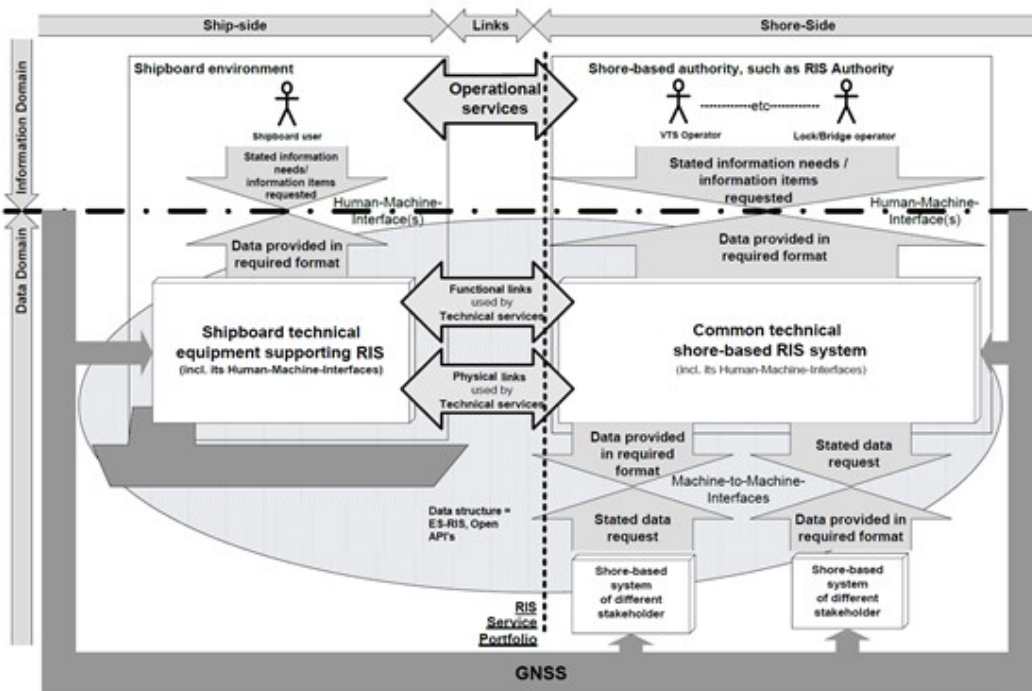 Ship-side
Links
Shore-Side
Information Domain
Data Domain
Shipboard environment
Shipboard user
Stated information
needs/
information items
requested
Human-Machine-
Interface(s)
Data provided in
required format
Shipboard technical
equipment supporting RIS
(incl. its Human-Machine-Interfaces)
Operational
services
Functional links
used by
Technical services
Physical links
used by
Technical services
Data structure =
ES-RIS, Open
API's
RIS
Service
Portfolio
Shore-based authority, such as RIS Authority
VTS Operator
------------etc ------------
Lock/Bridge operator
Stated information needs /
information items
requested
Human-Machine-
Interface(s)
Data provided in
required format
Common technical
shore-based RIS system
(incl. its Human-Machine-Interfaces)
Data provided
in required
format
Stated data
request
Machine-to-Machine-
Interfaces
Stated data
request
Data provided in
required format
Shore-based
system
of different
stakeholder
Shore-based
system
of different
stakeholder
GNSS